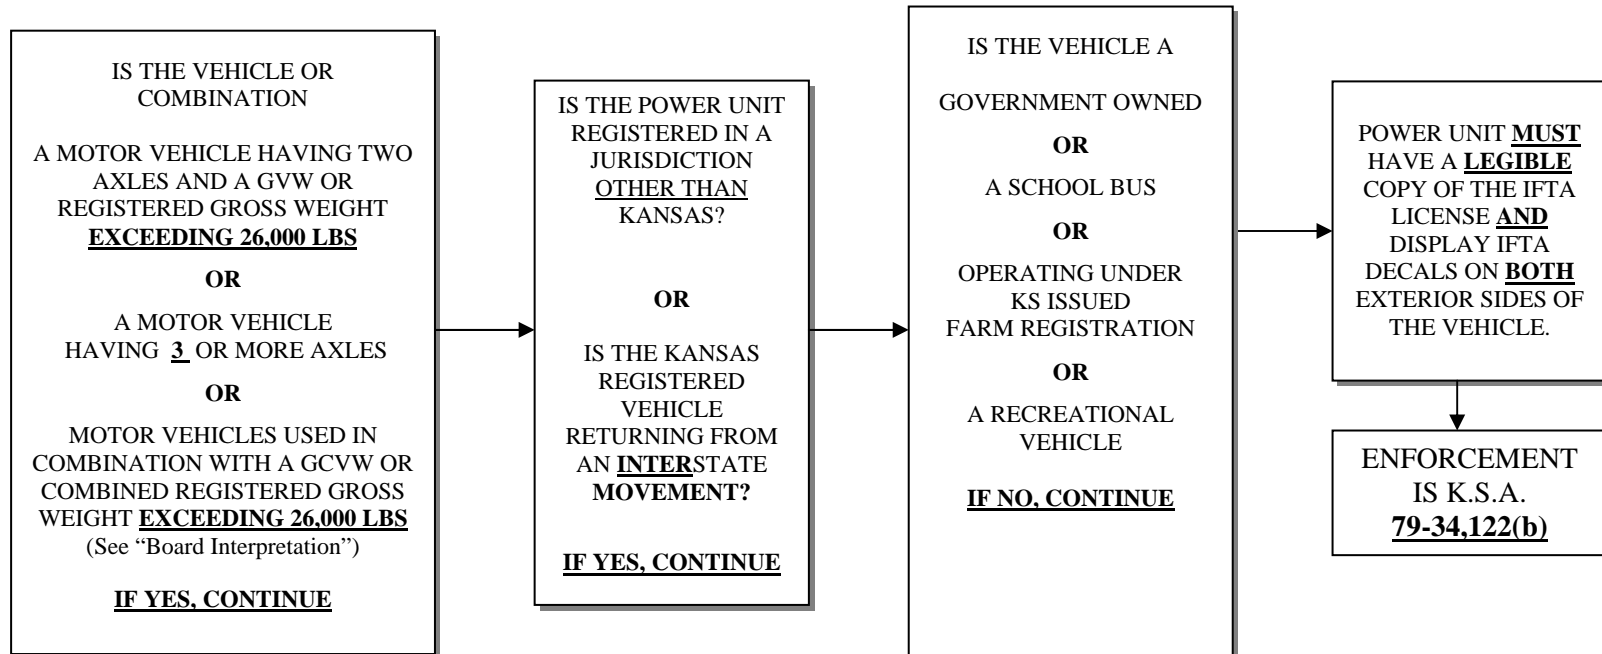 IS THE VEHICLE OR
COMBINATION
A MOTOR VEHICLE HAVING TWO
AXLES AND A GVW OR
REGISTERED GROSS WEIGHT
EXCEEDING 26,000 LBS
OR
A MOTOR VEHICLE
HAVING 3 OR MORE AXLES
OR
MOTOR VEHICLES USED IN
COMBINATION WITH A GCVW OR
COMBINED REGISTERED GROSS
WEIGHT EXCEEDING 26,000 LBS
(See “Board Interpretation”)
IF YES, CONTINUE
IS THE POWER UNIT
REGISTERED IN A
JURISDICTION
OTHER THAN
KANSAS?
OR
IS THE KANSAS
REGISTERED
VEHICLE
RETURNING FROM
AN INTERSTATE
MOVEMENT?
IF YES, CONTINUE
IS THE VEHICLE A
GOVERNMENT OWNED
OR
A SCHOOL BUS
OR
OPERATING UNDER
KS ISSUED
FARM REGISTRATION
OR
A RECREATIONAL
VEHICLE
IF NO, CONTINUE
POWER UNIT MUST
HAVE A LEGIBLE
COPY OF THE IFTA
LICENSE AND
DISPLAY IFTA
DECALS ON BOTH
EXTERIOR SIDES OF
THE VEHICLE.
ENFORCEMENT
IS K.S.A.
79-34,122(b)